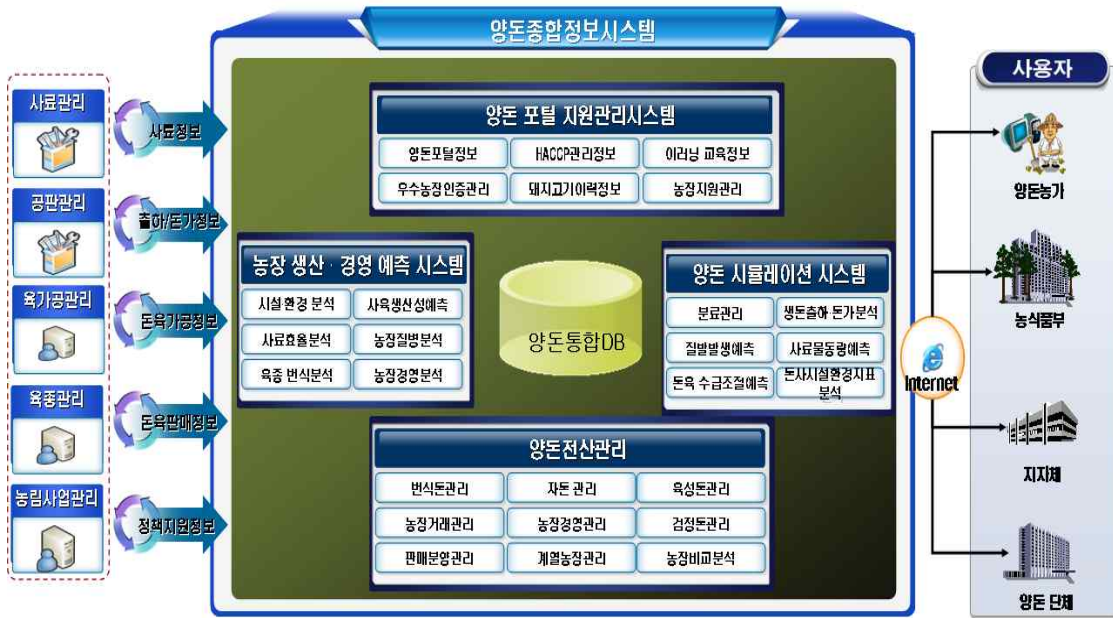 양돈종합정보시스템
사료관리
공판관리
육가공관리
육종관리
농림사업관리
사료정보
출하/돈가정보
돈육가공정보
돈육판매정보
정책지원정보
양돈 포털 지원관리시스템
양돈포털정보
HACCP관리정보
이러닝 교육정보
우수농장인증관리
돼지고기이력정보
농장지원관리
농장 생산·경영 예측 시스템
시설환경 분석
사육생산성예측
사료효율분석
농장질병분석
육종 번식분석
농장경영분석
양돈통합DB
양돈 시뮬레이션 시스템
분료관리
생돈출하 돈가분석
질발발생예측
사료물동량예측
돈육 수급조절예측
돈사시설환경지표
분석
양돈전산관리
번식돈관리
자돈 관리
육성돈관리
농장거래관리
농장경영관리
검정돈관리
판매분양관리
계열농장관리
농장비교분석
Internet
사용자
양돈농가
농식품부
지자체
양돈 단체